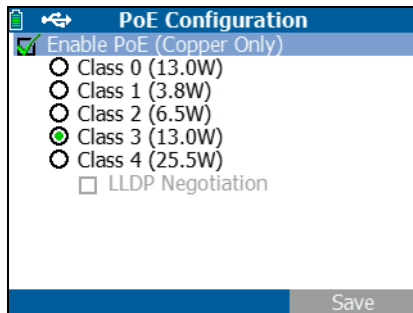 PoE Configuration
Enable PoE (Copper Only)
Class 0 (13.0W)
Class 1 (3.8W)
Class 2 (6.5W)
Class 3 (13.0W)
Class 4 (25.5W)
LLDP Negotiation
Save